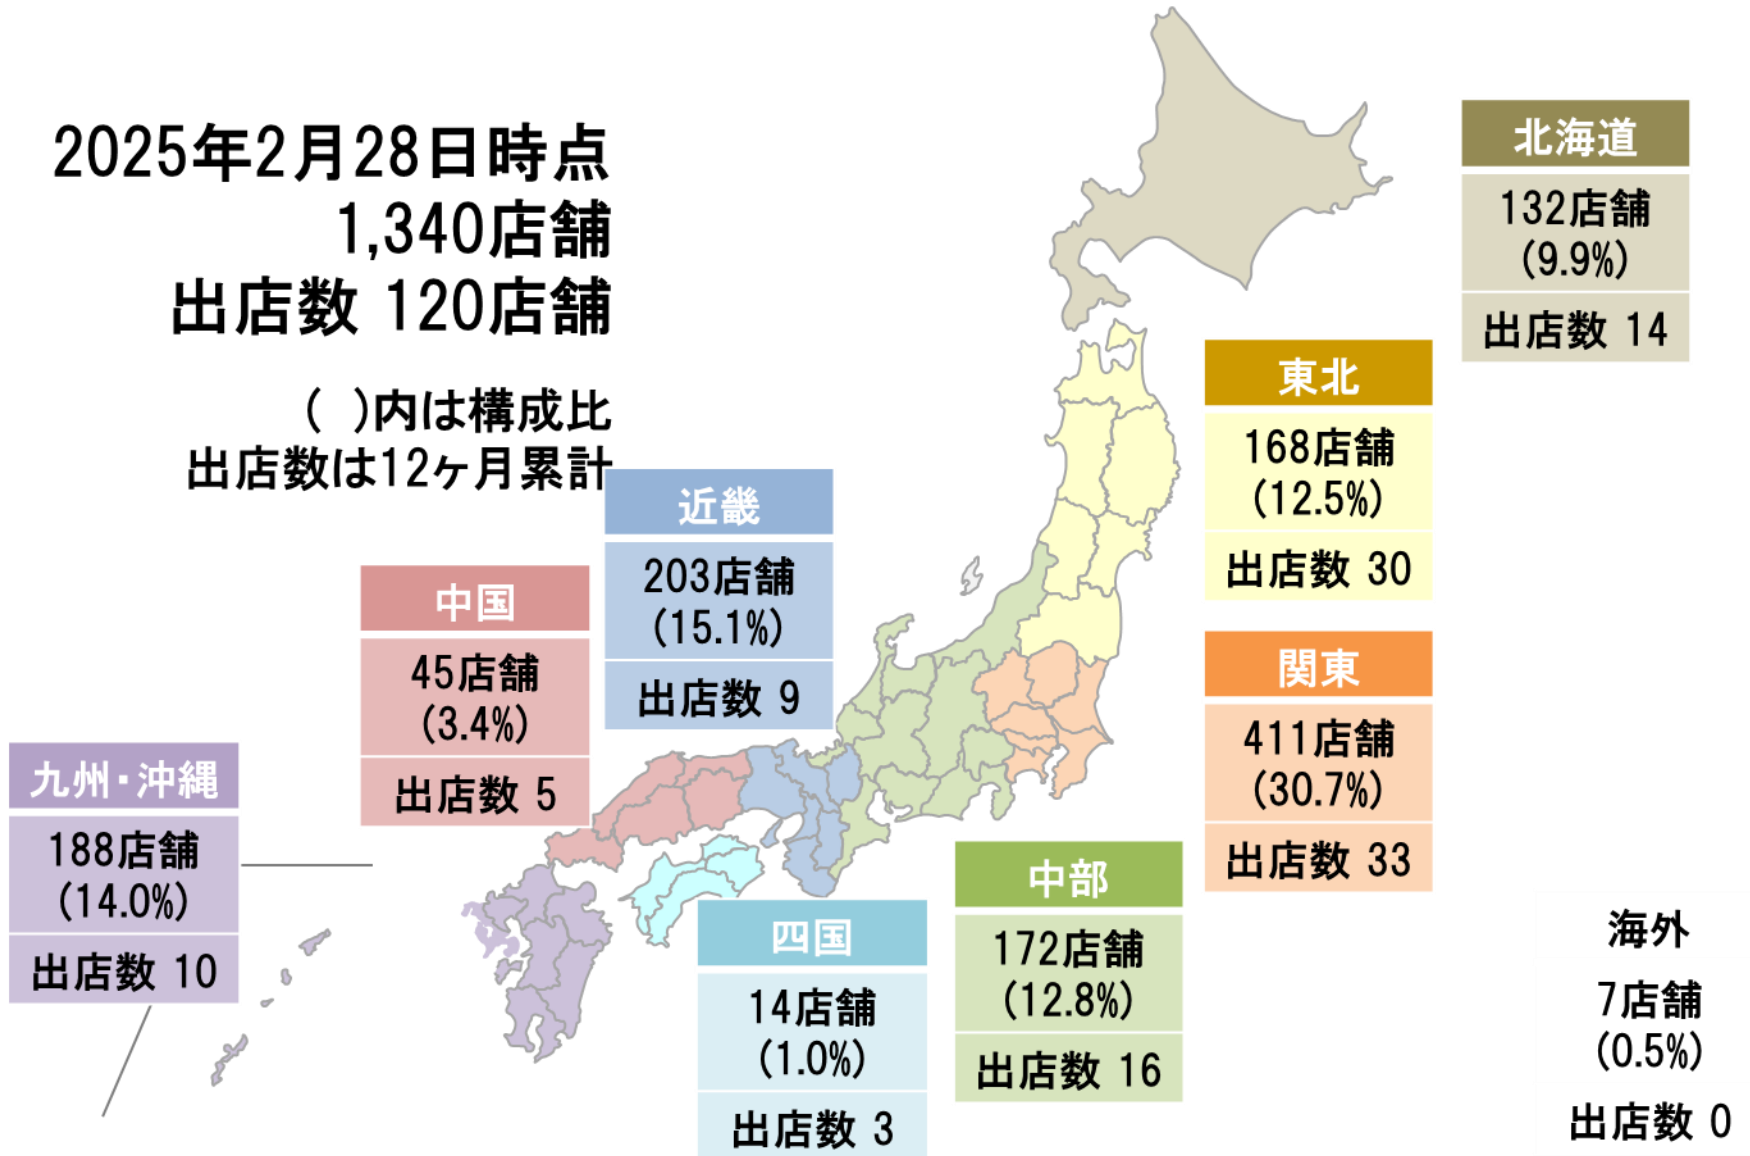 2025年2月28日時点
1,340店舗
出店数 120店舗
( )内は構成比
出店数は12ヶ月累計
北海道
132店舗
(9.9%)
出店数 14
東北
168店舗
(12.5%)
出店数 30
関東
411店舗
(30.7%)
出店数 33
近畿
203店舗
(15.1%)
出店数 9
中国
45店舗
(3.4%)
出店数 5
九州・沖縄
188店舗
(14.0%)
出店数 10
四国
14店舗
(1.0%)
出店数 3
中部
172店舗
(12.8%)
出店数 16
海外
7店舗
(0.5%)
出店数 0